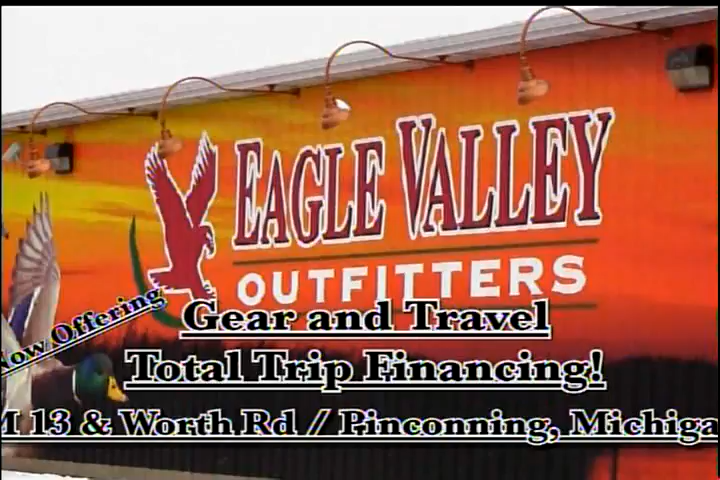 EAGLE VALLEY
OUTFITTERS
Now Offering
Gear and Travel
Total Trip Financing!
M 13 & Worth Rd / Pinconning, Michiga